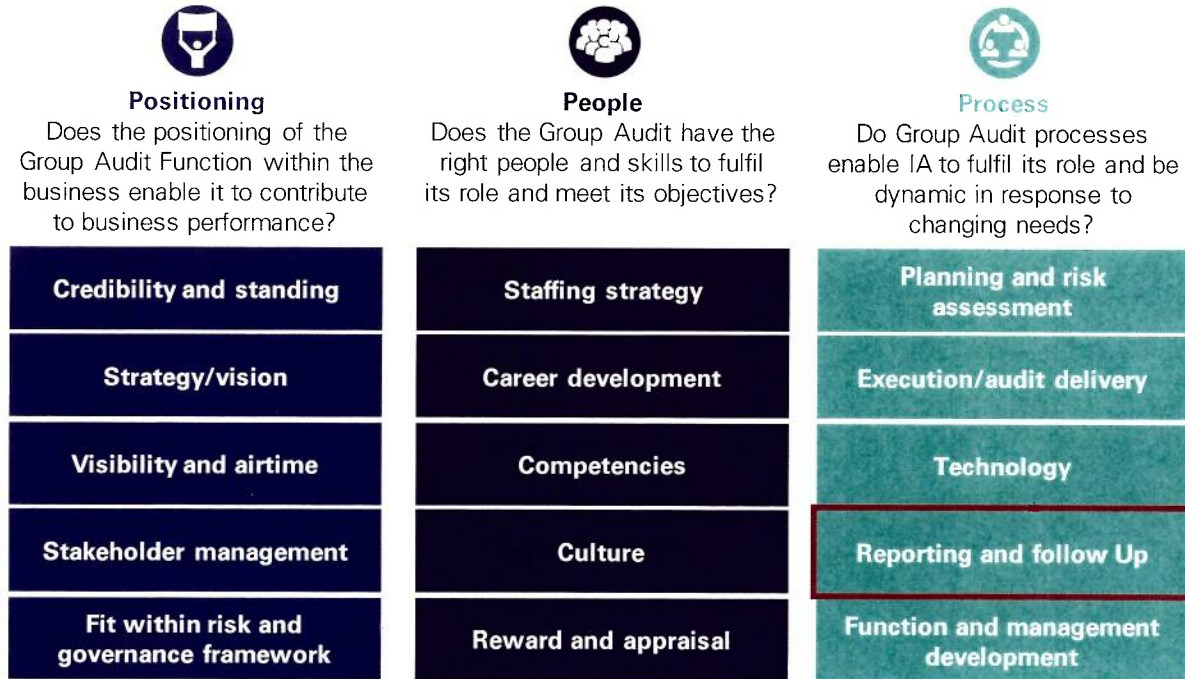 Positioning
Does the positioning of the
Group Audit Function within the
business enable it to contribute
to business performance?
Credibility and standing
Strategy/vision
Visibility and airtime
Stakeholder management
Fit within risk and
governance framework
People
Does the Group Audit have the
right people and skills to fulfil
its role and meet its objectives?
Staffing strategy
Career development
Competencies
Culture
Reward and appraisal
Process
Do Group Audit processes
enable IA to fulfil its role and be
dynamic in response to
changing needs?
Planning and risk
assessment
Execution/audit delivery
Technology
Reporting and follow Up
Function and management
development